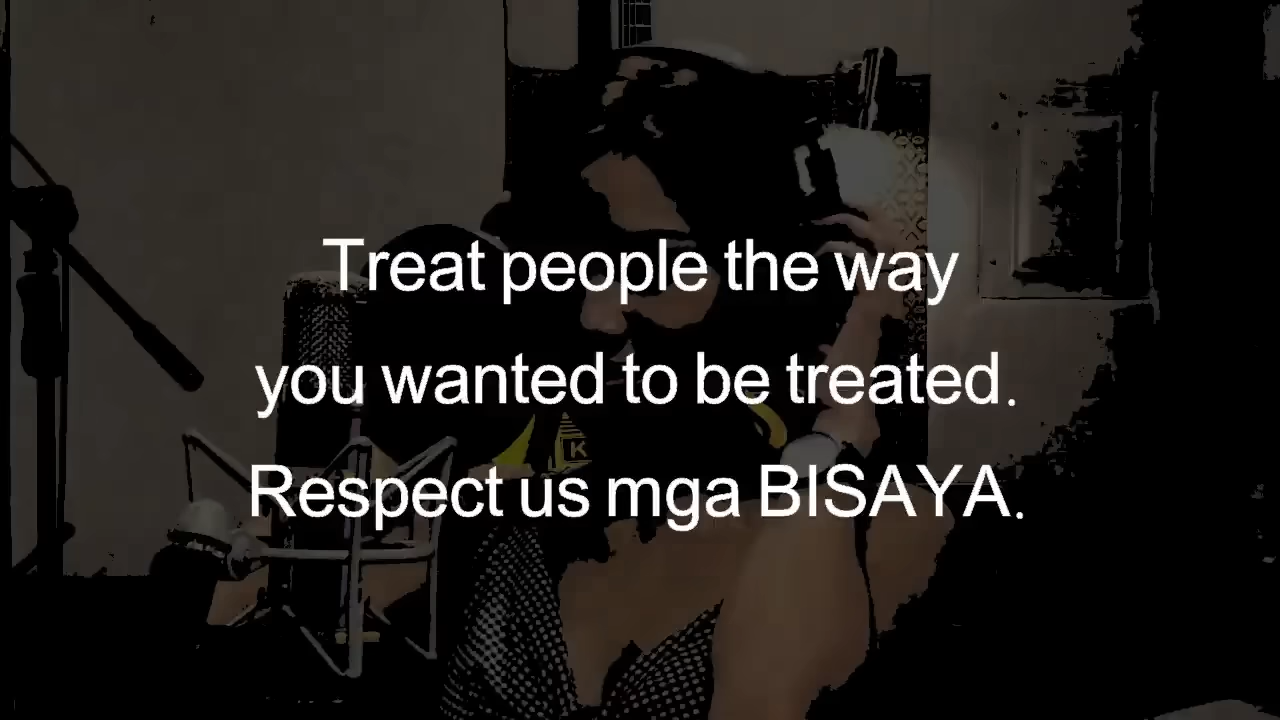 Treat people the way
you wanted to be treated.
Respect us mga BISAYA.
K